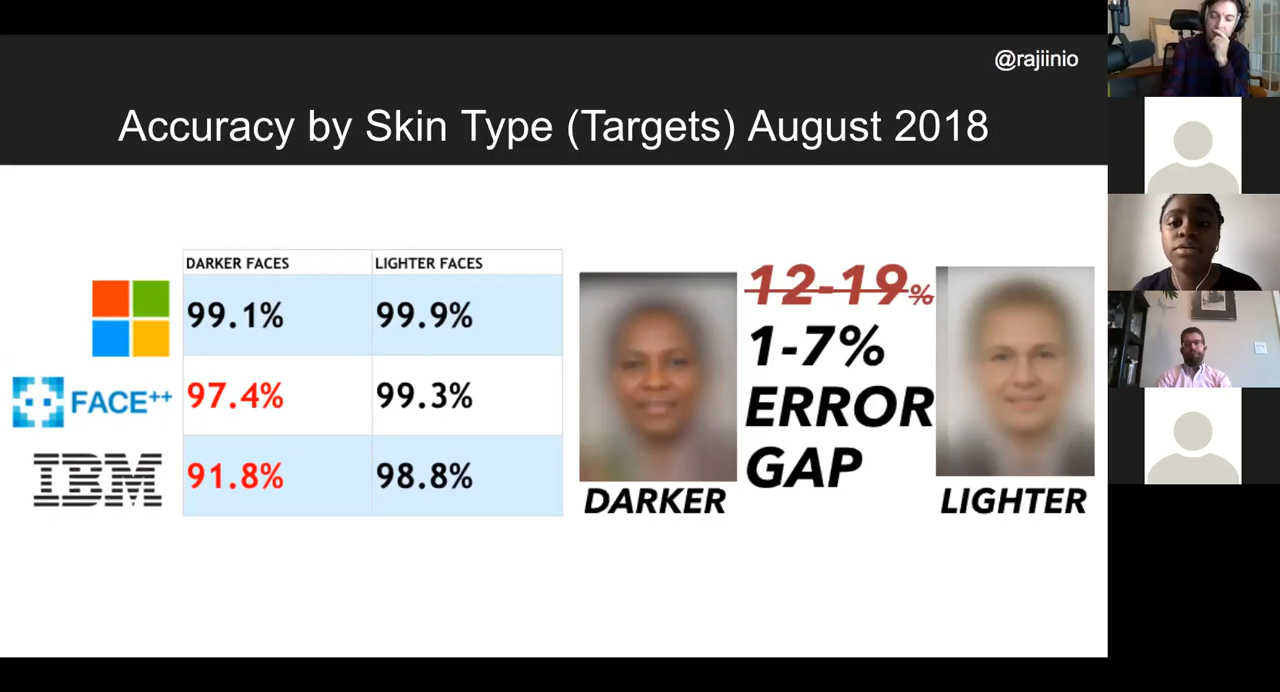 @rajiinio
Accuracy by Skin Type (Targets) August 2018
DARKER FACES LIGHTER FACES
99.1% 99.9%
FACE++ 97.4% 99.3%
IBM 91.8% 98.8%
12-19%
1-7%
ERROR
GAP
DARKER
LIGHTER